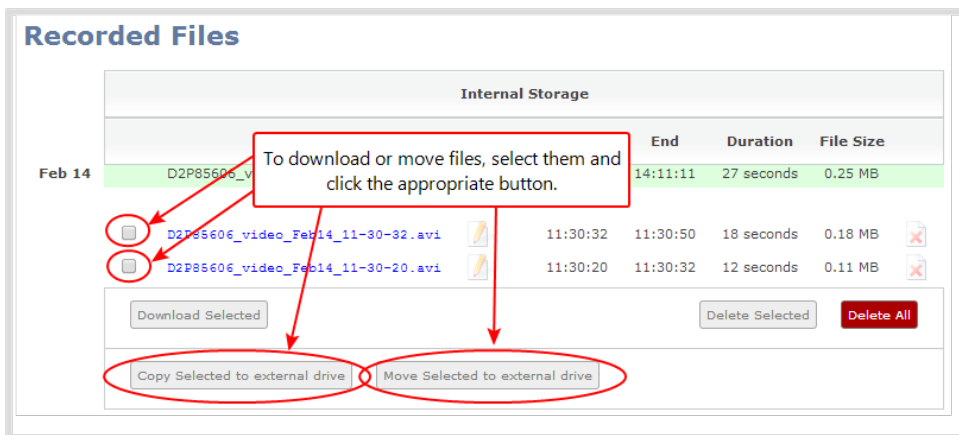 Recorded Files
Internal Storage
End Duration File Size
To download or move files, select them and
click the appropriate button.
Feb 14 D2P85606_v 14:11:11 27 seconds 0.25 MB
D2P85606_video_Feb14_11-30-32.avi 11:30:32 11:30:50 18 seconds 0.18 MB
D2P85606_video_Feb14_11-30-20.avi 11:30:20 11:30:32 12 seconds 0.11 MB
Download Selected Delete Selected Delete All
Copy Selected to external drive Move Selected to external drive